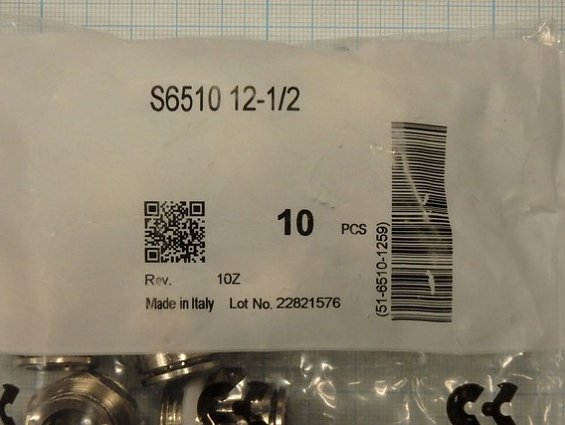 S6510 12-1/2
10 PCS
(51-6510-1259)
Rev. 10Z
Made in Italy Lot No. 22821576